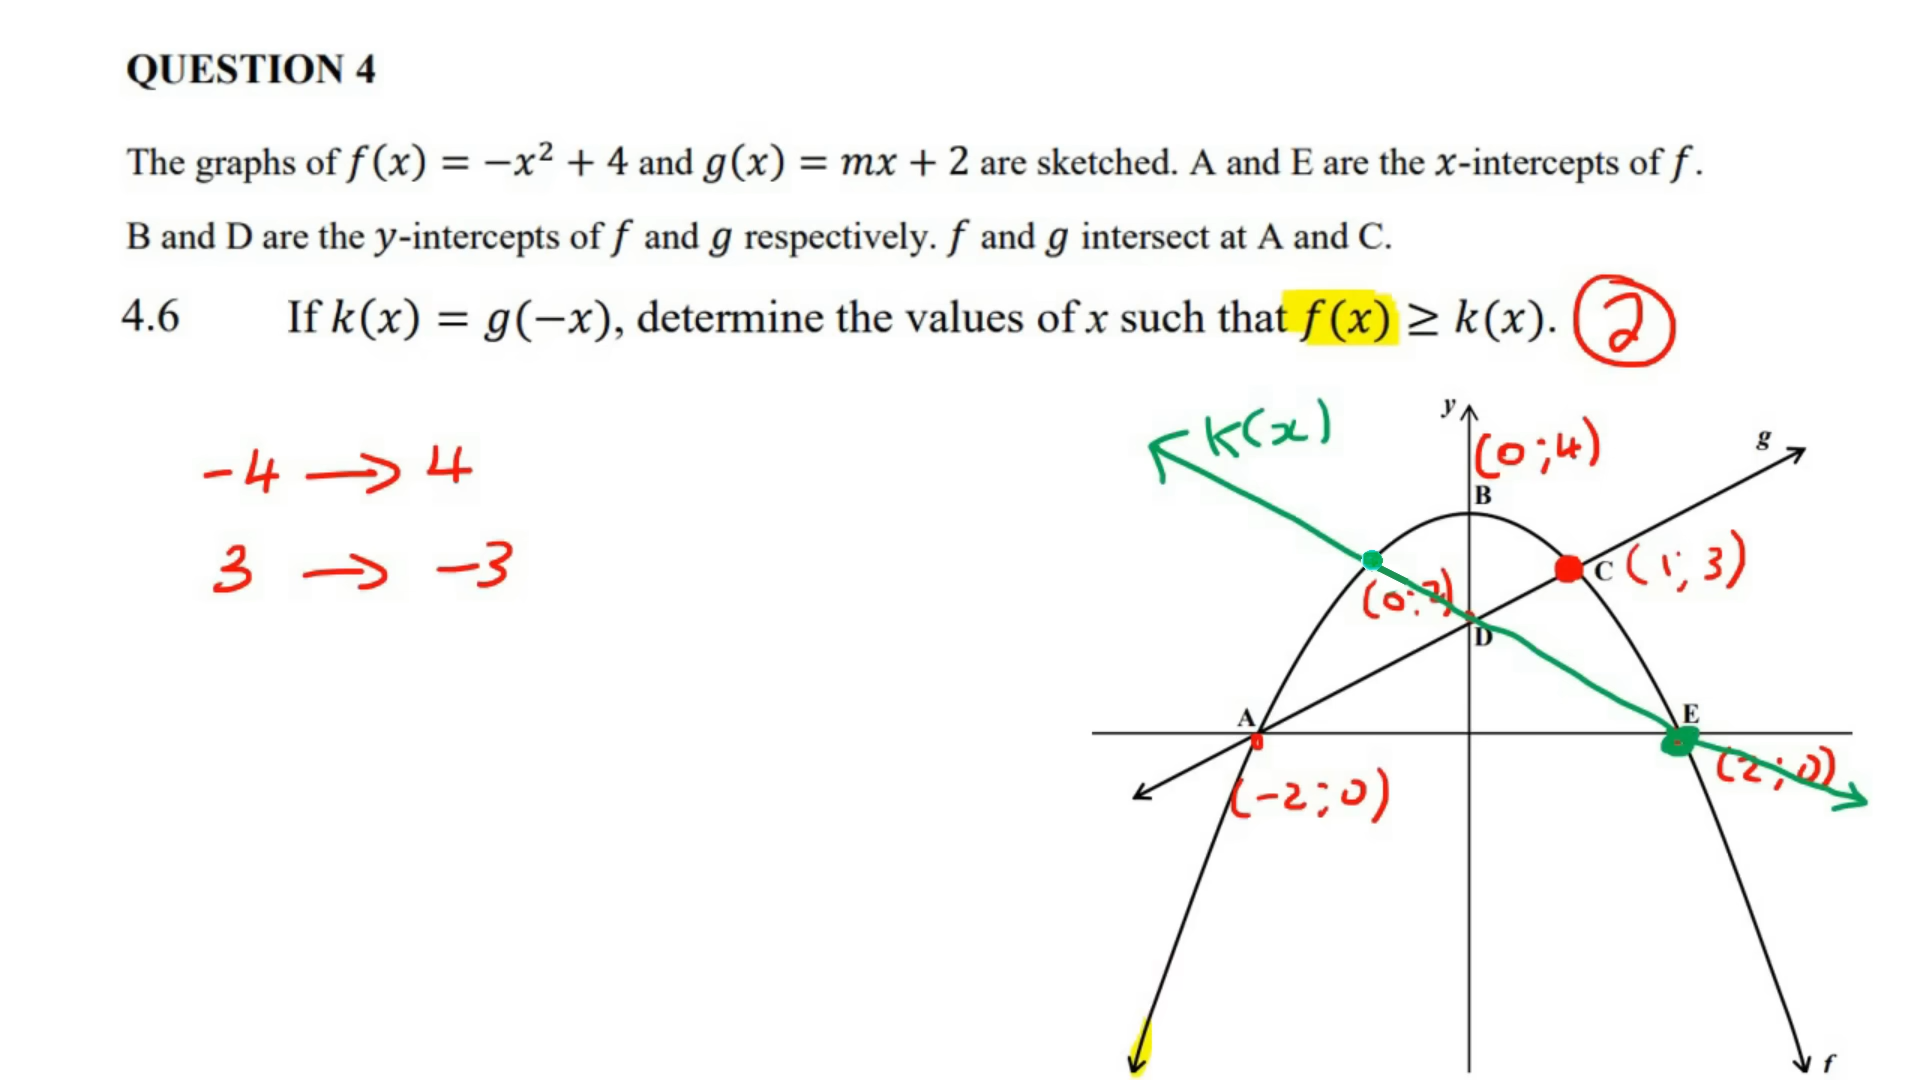 QUESTION 4
The graphs of f(x) = −x² + 4 and g(x) = mx + 2 are sketched. A and E are the x-intercepts of f.
B and D are the y-intercepts of f and g respectively. f and g intersect at A and C.
4.6 If k(x) = g(−x), determine the values of x such that f(x) ≥ k(x). 2
-4 → 4
3 → -3
k(x)
y
(0;4)
g
B
C (1;3)
(0;2)
D
A
E
(-2;0)
(2;0)
f